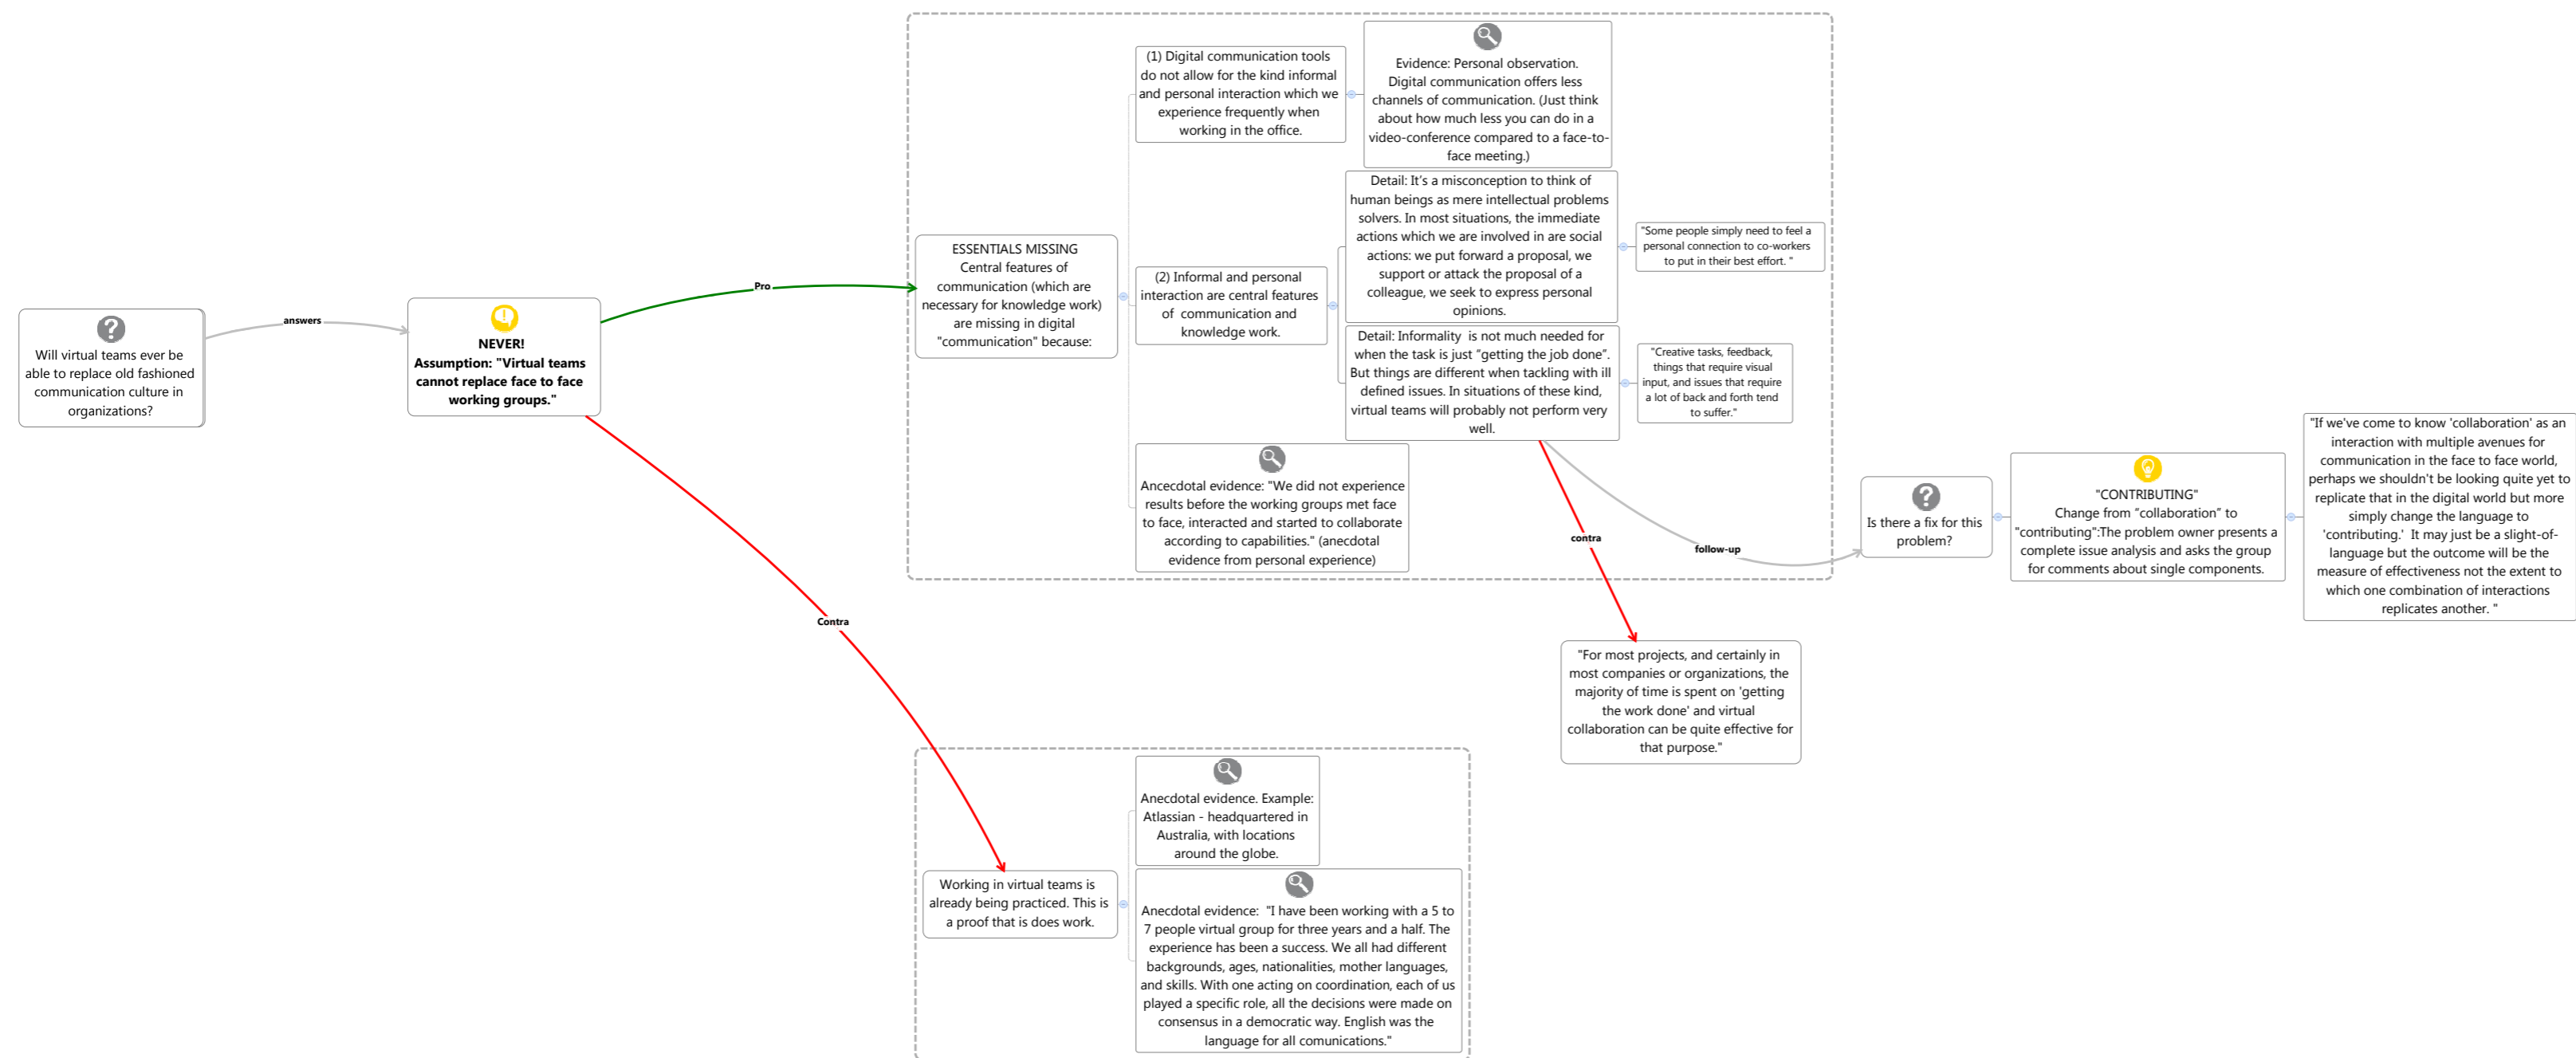 Will virtual teams ever be
able to replace old fashioned
communication culture in
organizations?
answers
NEVER!
Assumption: "Virtual teams
cannot replace face to face
working groups."
Pro
Contra
ESSENTIALS MISSING
Central features of
communication (which are
necessary for knowledge work)
are missing in digital
"communication" because:
(1) Digital communication tools
do not allow for the kind informal
and personal interaction which we
experience frequently when
working in the office.
Evidence: Personal observation.
Digital communication offers less
channels of communication. (Just think
about how much less you can do in a
video-conference compared to a face-to-
face meeting.)
(2) Informal and personal
interaction are central features
of communication and
knowledge work.
Detail: It's a misconception to think of
human beings as mere intellectual problems
solvers. In most situations, the immediate
actions which we are involved in are social
actions: we put forward a proposal, we
support or attack the proposal of a
colleague, we seek to express personal
opinions.
"Some people simply need to feel a
personal connection to co-workers
to put in their best effort. "
Detail: Informality is not much needed for
when the task is just "getting the job done".
But things are different when tackling with ill
defined issues. In situations of these kind,
virtual teams will probably not perform very
well.
"Creative tasks, feedback,
things that require visual
input, and issues that require
a lot of back and forth tend
to suffer."
Ancecdotal evidence: "We did not experience
results before the working groups met face
to face, interacted and started to collaborate
according to capabilities." (anecdotal
evidence from personal experience)
contra
follow-up
Is there a fix for this
problem?
"CONTRIBUTING"
Change from "collaboration" to
"contributing":The problem owner presents a
complete issue analysis and asks the group
for comments about single components.
"If we've come to know 'collaboration' as an
interaction with multiple avenues for
communication in the face to face world,
perhaps we shouldn't be looking quite yet to
replicate that in the digital world but more
simply change the language to
'contributing.' It may just be a slight-of-
language but the outcome will be the
measure of effectiveness not the extent to
which one combination of interactions
replicates another. "
"For most projects, and certainly in
most companies or organizations, the
majority of time is spent on 'getting
the work done' and virtual
collaboration can be quite effective for
that purpose."
Working in virtual teams is
already being practiced. This is
a proof that is does work.
Anecdotal evidence. Example:
Atlassian - headquartered in
Australia, with locations
around the globe.
Anecdotal evidence: "I have been working with a 5 to
7 people virtual group for three years and a half. The
experience has been a success. We all had different
backgrounds, ages, nationalities, mother languages,
and skills. With one acting on coordination, each of us
played a specific role, all the decisions were made on
consensus in a democratic way. English was the
language for all comunications."